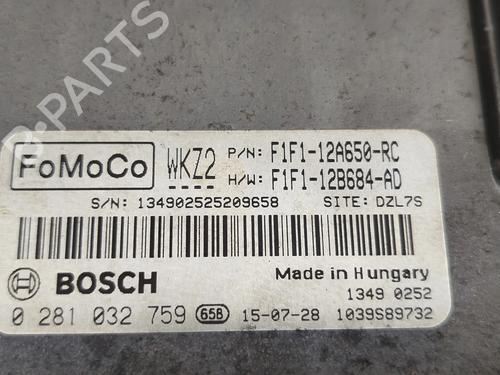 FoMoCo WKZ2 P/N: F1F1-12A650-RC
H/W: F1F1-12B684-AD
S/N: 134902525209658 SITE: DZL7S
BOSCH Made in Hungary
1349 0252
0 281 032 759 658 15-07-28 1039S89732